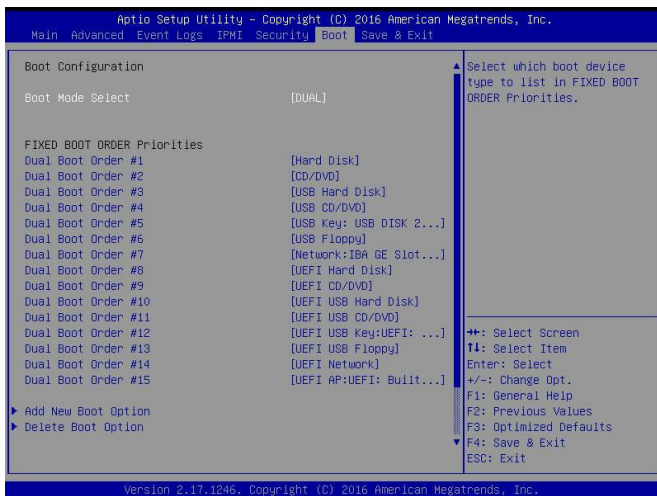 Aptio Setup Utility – Copyright (C) 2016 American Megatrends, Inc.
Main Advanced Event Logs IPMI Security Boot Save & Exit
Boot Configuration
Boot Mode Select [DUAL]
FIXED BOOT ORDER Priorities
Dual Boot Order #1 [Hard Disk]
Dual Boot Order #2 [CD/DVD]
Dual Boot Order #3 [USB Hard Disk]
Dual Boot Order #4 [USB CD/DVD]
Dual Boot Order #5 [USB Key: USB DISK 2...]
Dual Boot Order #6 [USB Floppy]
Dual Boot Order #7 [Network:IBA GE Slot...]
Dual Boot Order #8 [UEFI Hard Disk]
Dual Boot Order #9 [UEFI CD/DVD]
Dual Boot Order #10 [UEFI USB Hard Disk]
Dual Boot Order #11 [UEFI USB CD/DVD]
Dual Boot Order #12 [UEFI USB Key:UEFI: ...]
Dual Boot Order #13 [UEFI USB Floppy]
Dual Boot Order #14 [UEFI Network]
Dual Boot Order #15 [UEFI AP:UEFI: Built...]
Add New Boot Option
Delete Boot Option
Select which boot device
type to list in FIXED BOOT
ORDER Priorities.
→←: Select Screen
↑↓: Select Item
Enter: Select
+/-: Change Opt.
F1: General Help
F2: Previous Values
F3: Optimized Defaults
F4: Save & Exit
ESC: Exit
Version 2.17.1246. Copyright (C) 2016 American Megatrends, Inc.